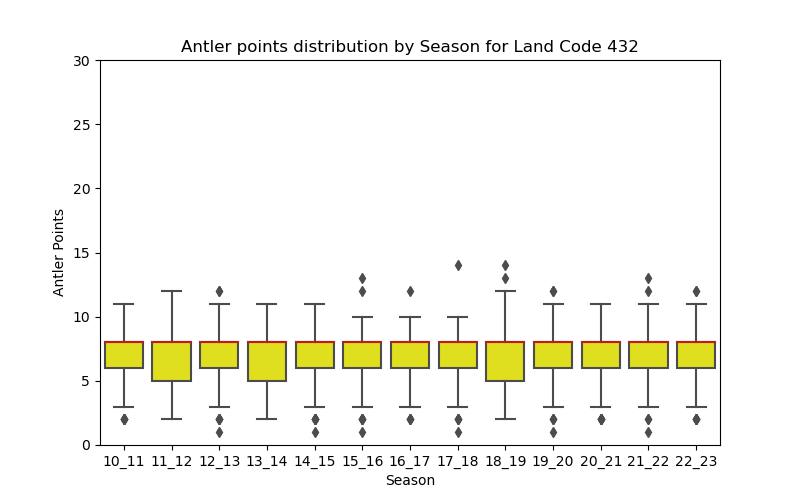 Antler points distribution by Season for Land Code 432
30
25
20
15
10
5
0
Antler Points
10_11 11_12 12_13 13_14 14_15 15_16 16_17 17_18 18_19 19_20 20_21 21_22 22_23
Season